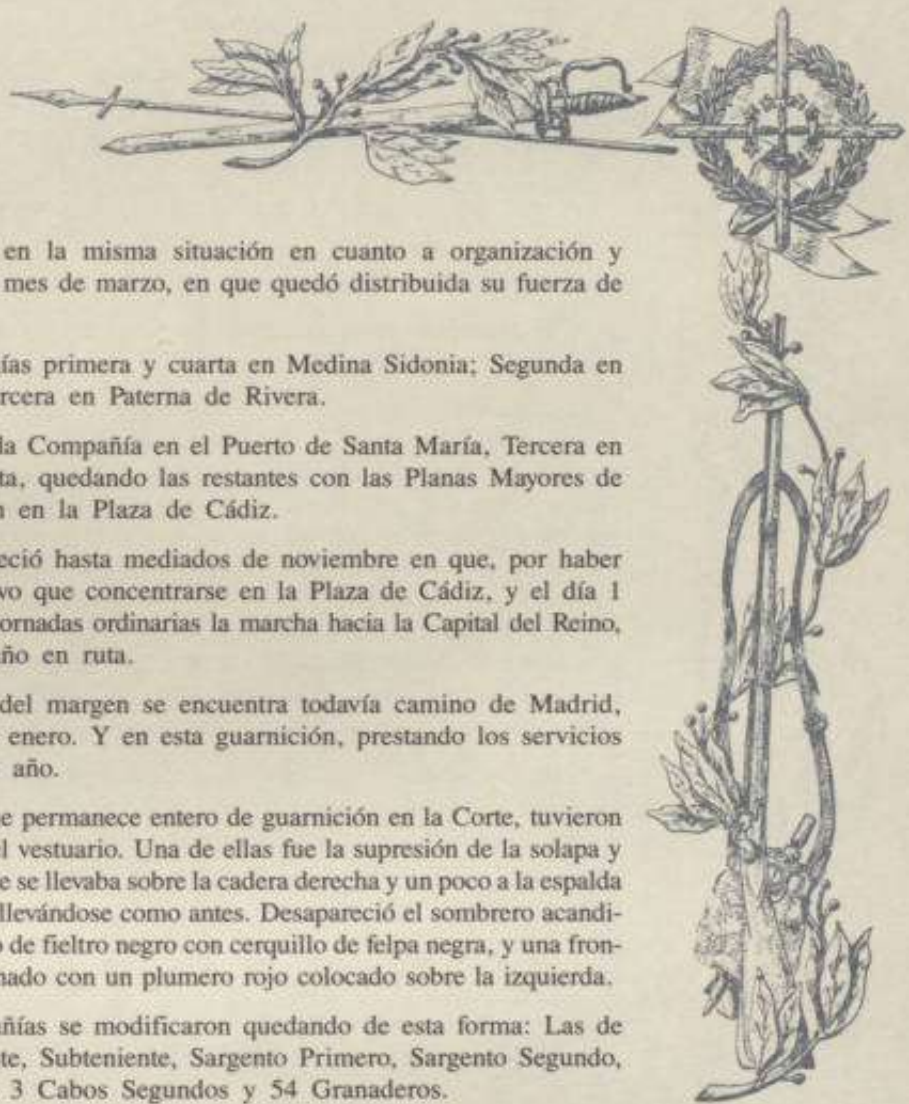 en la misma situación en cuanto a organización y
mes de marzo, en que quedó distribuida su fuerza de
ías primera y cuarta en Medina Sidonia; Segunda en
rcera en Paterna de Rivera.
la Compañía en el Puerto de Santa María, Tercera en
ta, quedando las restantes con las Planas Mayores de
n en la Plaza de Cádiz.
eció hasta mediados de noviembre en que, por haber
vo que concentrarse en la Plaza de Cádiz, y el día 1
ornadas ordinarias la marcha hacia la Capital del Reino,
ño en ruta.
del margen se encuentra todavía camino de Madrid,
enero. Y en esta guarnición, prestando los servicios
año.
e permanece entero de guarnición en la Corte, tuvieron
el vestuario. Una de ellas fue la supresión de la solapa y
e se llevaba sobre la cadera derecha y un poco a la espalda
llevándose como antes. Desapareció el sombrero acandi-
o de fieltro negro con cerquillo de felpa negra, y una fron-
nado con un plumero rojo colocado sobre la izquierda.
añías se modificaron quedando de esta forma: Las de
te, Subteniente, Sargento Primero, Sargento Segundo,
3 Cabos Segundos y 54 Granaderos.